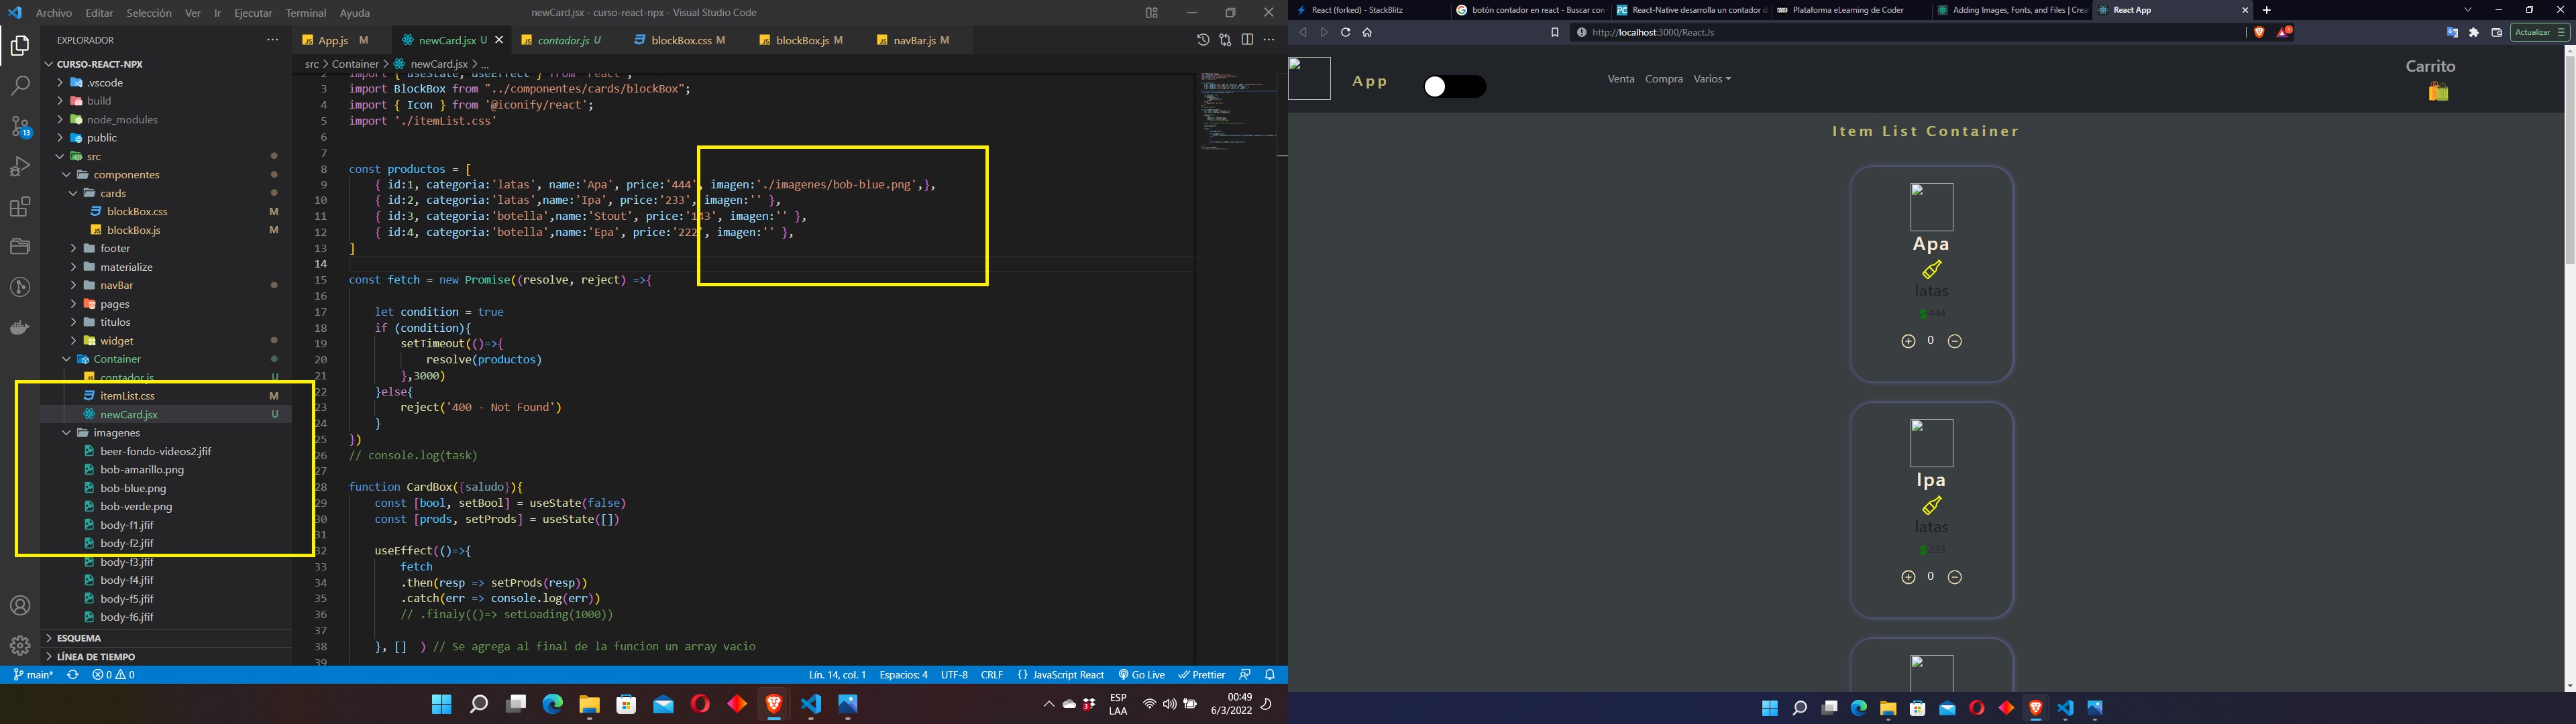 Archivo Editar Selección Ver Ir Ejecutar Terminal Ayuda
newCard.jsx - curso-react-npx - Visual Studio Code
EXPLORADOR
CURSO-REACT-NPX
.vscode
build
node_modules
public
src
componentes
cards
blockBox.css M
blockBox.js M
footer
materialize
navBar
pages
titulos
widget
Container
contador.js U
itemList.css M
newCard.jsx U
imagenes
beer-fondo-videos2.jfif
bob-amarillo.png
bob-blue.png
bob-verde.png
body-f1.jfif
body-f2.jfif
body-f3.jfif
body-f4.jfif
body-f5.jfif
body-f6.jfif
ESQUEMA
LÍNEA DE TIEMPO
13
App.js M newCard.jsx U contador.js U blockBox.css M blockBox.js M navBar.js M
src > Container > newCard.jsx > ...
2 import { useState, useEffect } from 'react';
3 import BlockBox from "../componentes/cards/blockBox";
4 import { Icon } from '@iconify/react';
5 import './itemList.css'
6
7
8 const productos = [
9 { id:1, categoria:'latas', name:'Apa', price:'444', imagen:'./imagenes/bob-blue.png',},
10 { id:2, categoria:'latas',name:'Ipa', price:'233', imagen:'' },
11 { id:3, categoria:'botella',name:'Stout', price:'143', imagen:'' },
12 { id:4, categoria:'botella',name:'Epa', price:'222', imagen:'' },
13 ]
14
15 const fetch = new Promise((resolve, reject) =>{
16
17 let condition = true
18 if (condition){
19 setTimeout(()=>{
20 resolve(productos)
21 },3000)
22 }else{
23 reject('400 - Not Found')
24 }
25 })
26 // console.log(task)
27
28 function CardBox({saludo}){
29 const [bool, setBool] = useState(false)
30 const [prods, setProds] = useState([])
31
32 useEffect(()=>{
33 fetch
34 .then(resp => setProds(resp))
35 .catch(err => console.log(err))
36 // .finaly(()=> setLoading(1000))
37
38 }, [] ) // Se agrega al final de la funcion un array vacio
39
main* 0 0 Lín. 14, col. 1 Espacios: 4 UTF-8 CRLF {} JavaScript React Go Live Prettier
3 ESP LAA 00:49 6/3/2022
React (forked) - StackBlitz botón contador en react - Buscar con React-Native desarrolla un contador d Plataforma eLearning de Coder Adding Images, Fonts, and Files | Crea React App
http://localhost:3000/React.Js Actualizar
App Venta Compra Varios
Carrito
Item List Container
Apa
latas
$444
0
Ipa
latas
$233
0